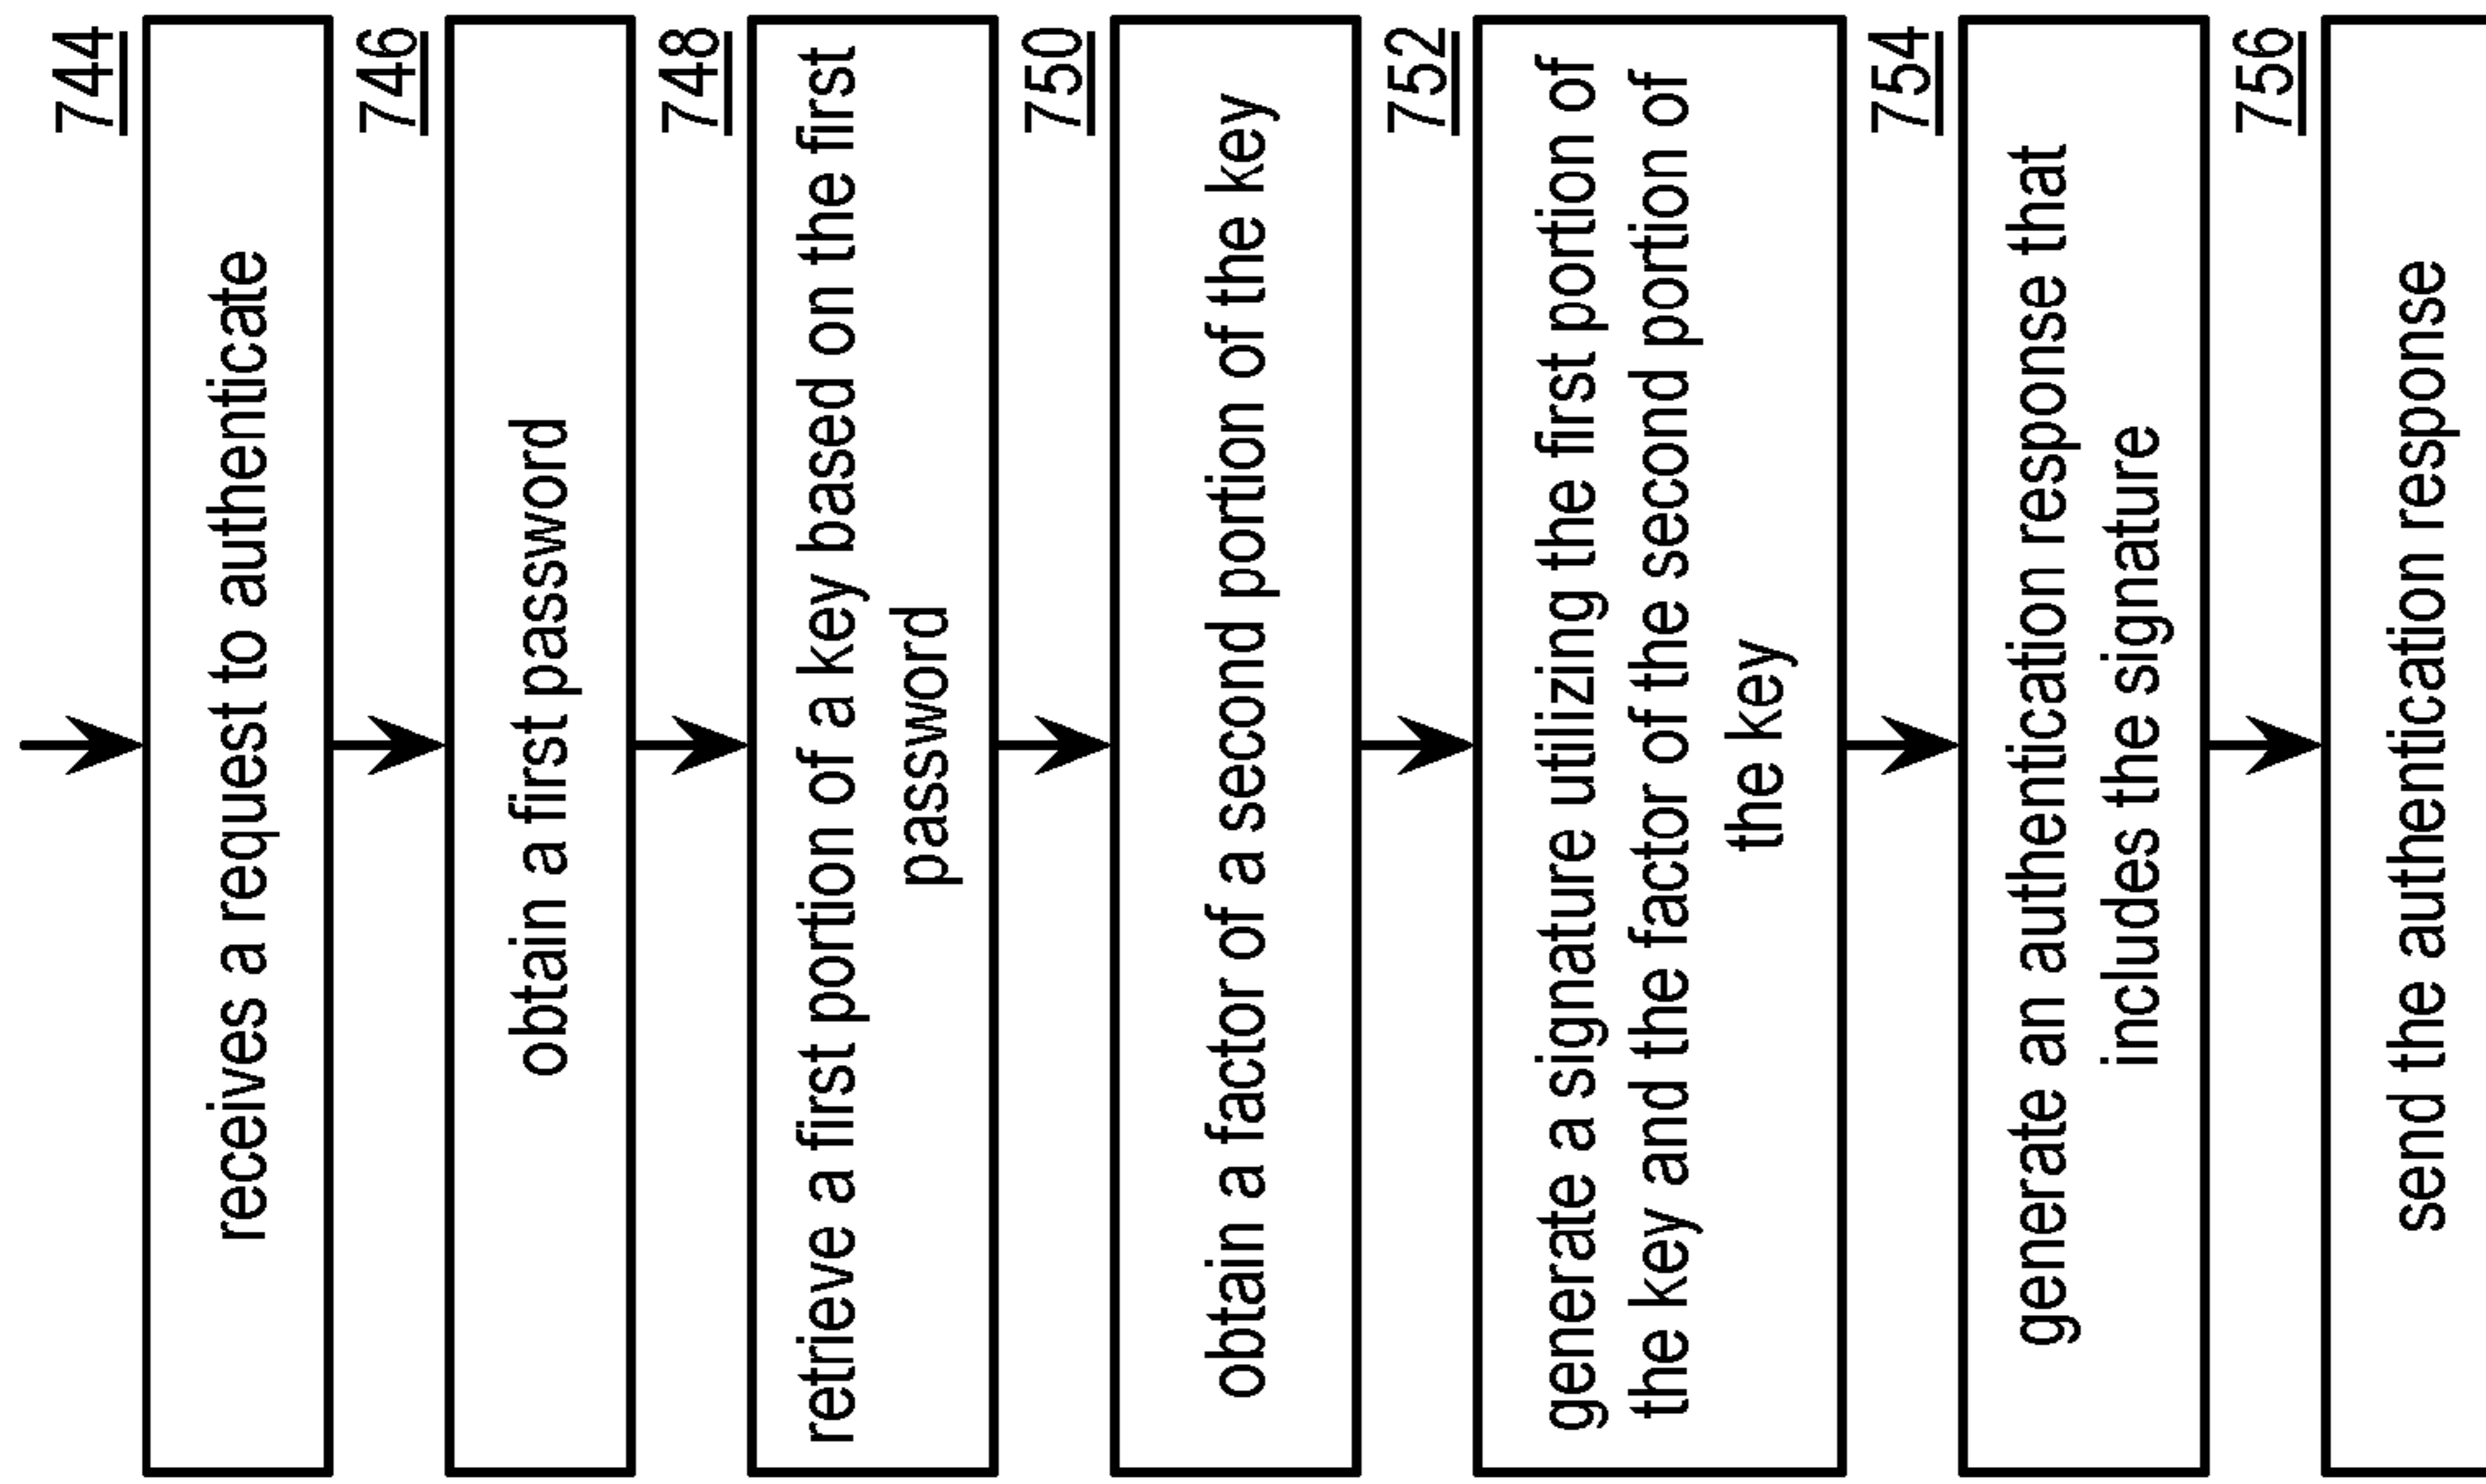 744
receives a request to authenticate
746
obtain a first password
748
retrieve a first portion of a key based on the first
password
750
obtain a factor of a second portion of the key
752
generate a signature utilizing the first portion of
the key and the factor of the second portion of
the key
754
generate an authentication response that
includes the signature
756
send the authentication response